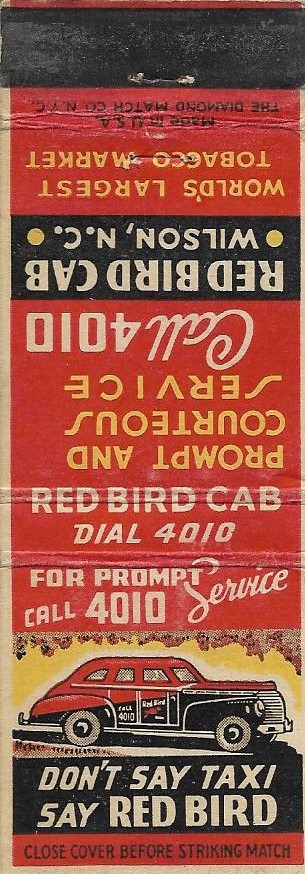 MADE IN U.S.A.
THE DIAMOND MATCH CO. N.Y.C.
WORLD'S LARGEST
TOBACCO MARKET
RED BIRD CAB
• WILSON, N.C. •
Call 4010
PROMPT AND
COURTEOUS
SERVICE
RED BIRD CAB
DIAL 4010
FOR PROMPT Service
CALL 4010
CALL
4010
Red Bird
DON'T SAY TAXI
SAY RED BIRD
CLOSE COVER BEFORE STRIKING MATCH